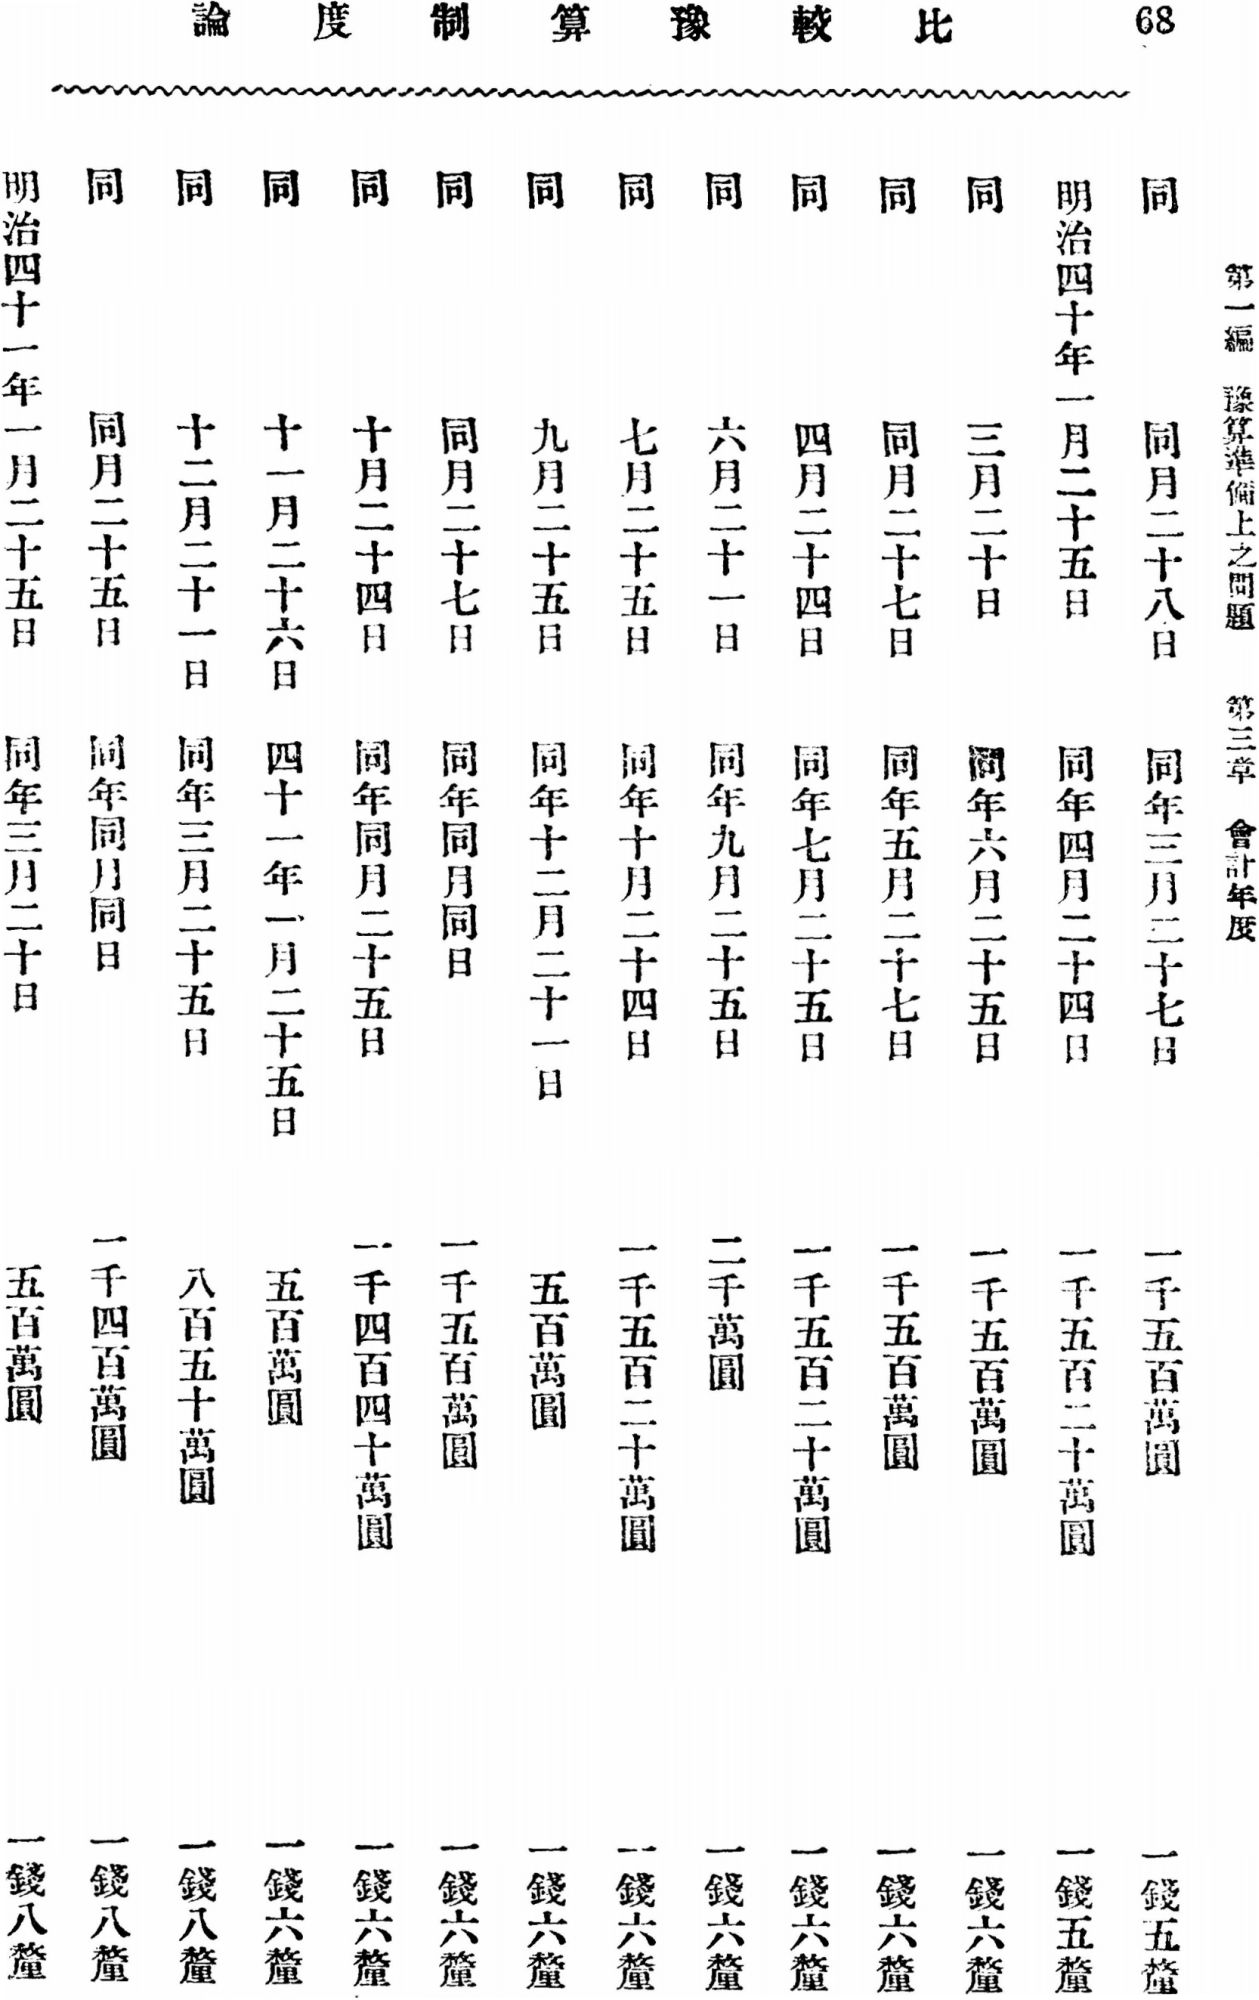 68
比較豫算制度論
第一編　豫算準備上之問題　第三章　會計年度
同　同月二十八日　同年三月二十七日　一千五百萬圓　一錢五釐
明治四十年一月二十五日　同年四月二十四日　一千五百二十萬圓　一錢五釐
同　三月二十日　同年六月二十五日　一千五百萬圓　一錢六釐
同　同月二十七日　同年五月二十七日　一千五百萬圓　一錢六釐
同　四月二十四日　同年七月二十五日　一千五百二十萬圓　一錢六釐
同　六月二十一日　同年九月二十五日　二千萬圓　一錢六釐
同　七月二十五日　同年十月二十四日　一千五百二十萬圓　一錢六釐
同　九月二十五日　同年十二月二十一日　五百萬圓　一錢六釐
同　同月二十七日　同年同月同日　一千五百萬圓　一錢六釐
同　十月二十四日　同年同月二十五日　一千四百四十萬圓　一錢六釐
同　十一月二十六日　四十一年一月二十五日　五百萬圓　一錢六釐
同　十二月二十一日　同年三月二十五日　八百五十萬圓　一錢八釐
同　同月二十五日　同年同月同日　一千四百萬圓　一錢八釐
明治四十一年一月二十五日　同年三月二十日　五百萬圓　一錢八釐